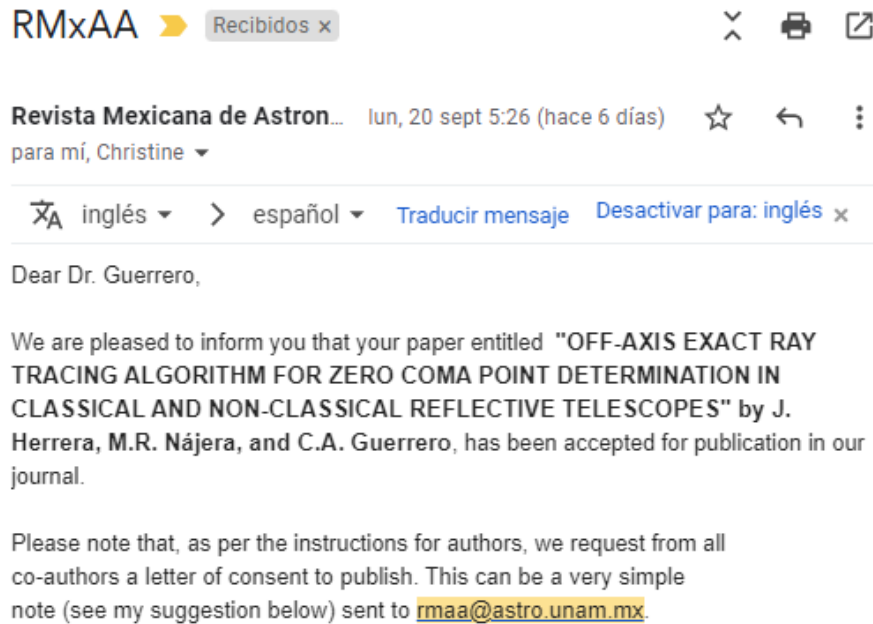 RMxAA Recibidos x
Revista Mexicana de Astron... lun, 20 sept 5:26 (hace 6 días)
para mí, Christine
inglés > español Traducir mensaje Desactivar para: inglés x
Dear Dr. Guerrero,
We are pleased to inform you that your paper entitled "OFF-AXIS EXACT RAY
TRACING ALGORITHM FOR ZERO COMA POINT DETERMINATION IN
CLASSICAL AND NON-CLASSICAL REFLECTIVE TELESCOPES" by J.
Herrera, M.R. Nájera, and C.A. Guerrero, has been accepted for publication in our
journal.
Please note that, as per the instructions for authors, we request from all
co-authors a letter of consent to publish. This can be a very simple
note (see my suggestion below) sent to rmaa@astro.unam.mx.